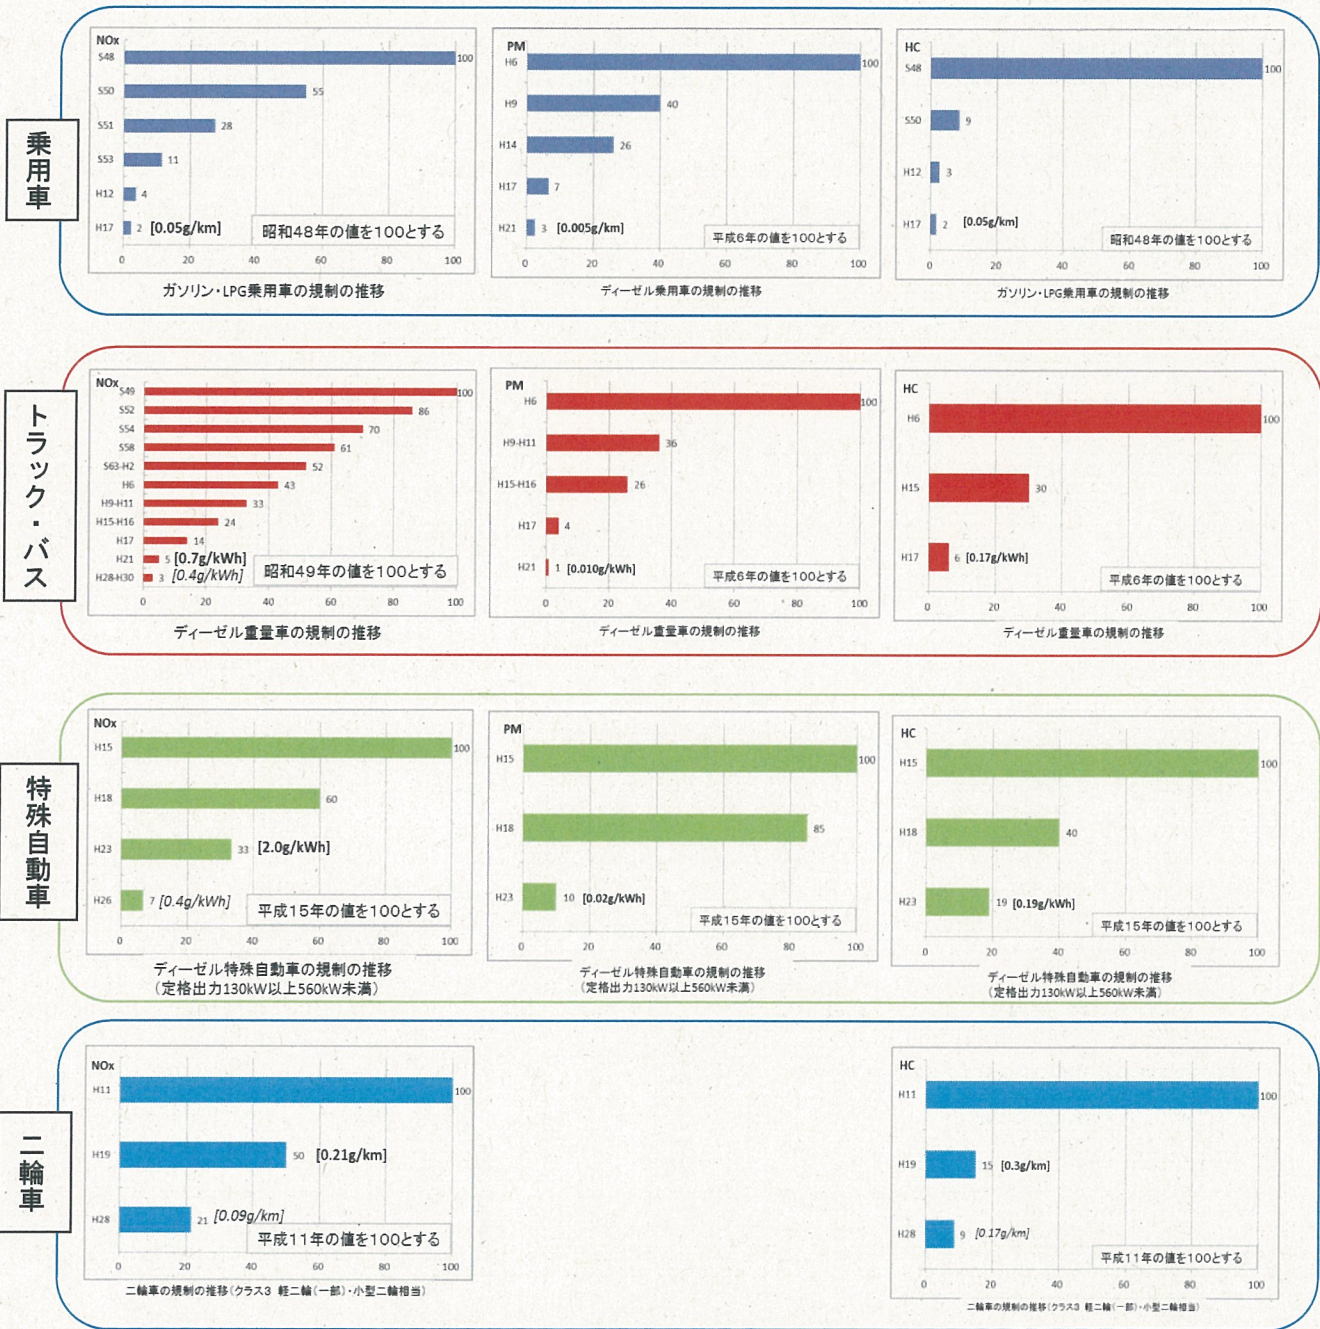 乗用車
NOx
S48
100
S50
55
S51
28
S53
11
H12
4
H17
2 [0.05g/km]
昭和48年の値を100とする
0 20 40 60 80 100
ガソリン・LPG乗用車の規制の推移
PM
H6
100
H9
40
H14
26
H17
7
H21
3 [0.005g/km]
平成6年の値を100とする
0 20 40 60 80 100
ディーゼル乗用車の規制の推移
HC
S48
100
S50
9
H12
3
H17
2 [0.05g/km]
昭和48年の値を100とする
0 20 40 60 80 100
ガソリン・LPG乗用車の規制の推移
トラック・バス
NOx
S49
100
S52
86
S54
70
S58
61
S63-H2
52
H6
43
H9-H11
33
H15-H16
24
H17
14
H21
5 [0.7g/kWh]
H28-H30
3 [0.4g/kWh]
昭和49年の値を100とする
0 20 40 60 80 100
ディーゼル重量車の規制の推移
PM
H6
100
H9-H11
36
H15-H16
26
H17
4
H21
1 [0.010g/kWh]
平成6年の値を100とする
0 20 40 60 80 100
ディーゼル重量車の規制の推移
HC
H6
100
H15
30
H17
6 [0.17g/kWh]
平成6年の値を100とする
0 20 40 60 80 100
ディーゼル重量車の規制の推移
特殊自動車
NOx
H15
100
H18
60
H23
33 [2.0g/kWh]
H26
7 [0.4g/kWh]
平成15年の値を100とする
0 20 40 60 80 100
ディーゼル特殊自動車の規制の推移
(定格出力130kW以上560kW未満)
PM
H15
100
H18
85
H23
10 [0.02g/kWh]
平成15年の値を100とする
0 20 40 60 80 100
ディーゼル特殊自動車の規制の推移
(定格出力130kW以上560kW未満)
HC
H15
100
H18
40
H23
19 [0.19g/kWh]
平成15年の値を100とする
0 20 40 60 80 100
ディーゼル特殊自動車の規制の推移
(定格出力130kW以上560kW未満)
二輪車
NOx
H11
100
H19
50 [0.21g/km]
H28
21 [0.09g/km]
平成11年の値を100とする
0 20 40 60 80 100
二輪車の規制の推移(クラス3 軽二輪(一部)・小型二輪相当)
HC
H11
100
H19
15 [0.3g/km]
H28
9 [0.17g/km]
平成11年の値を100とする
0 20 40 60 80 100
二輪車の規制の推移(クラス3 軽二輪(一部)・小型二輪相当)